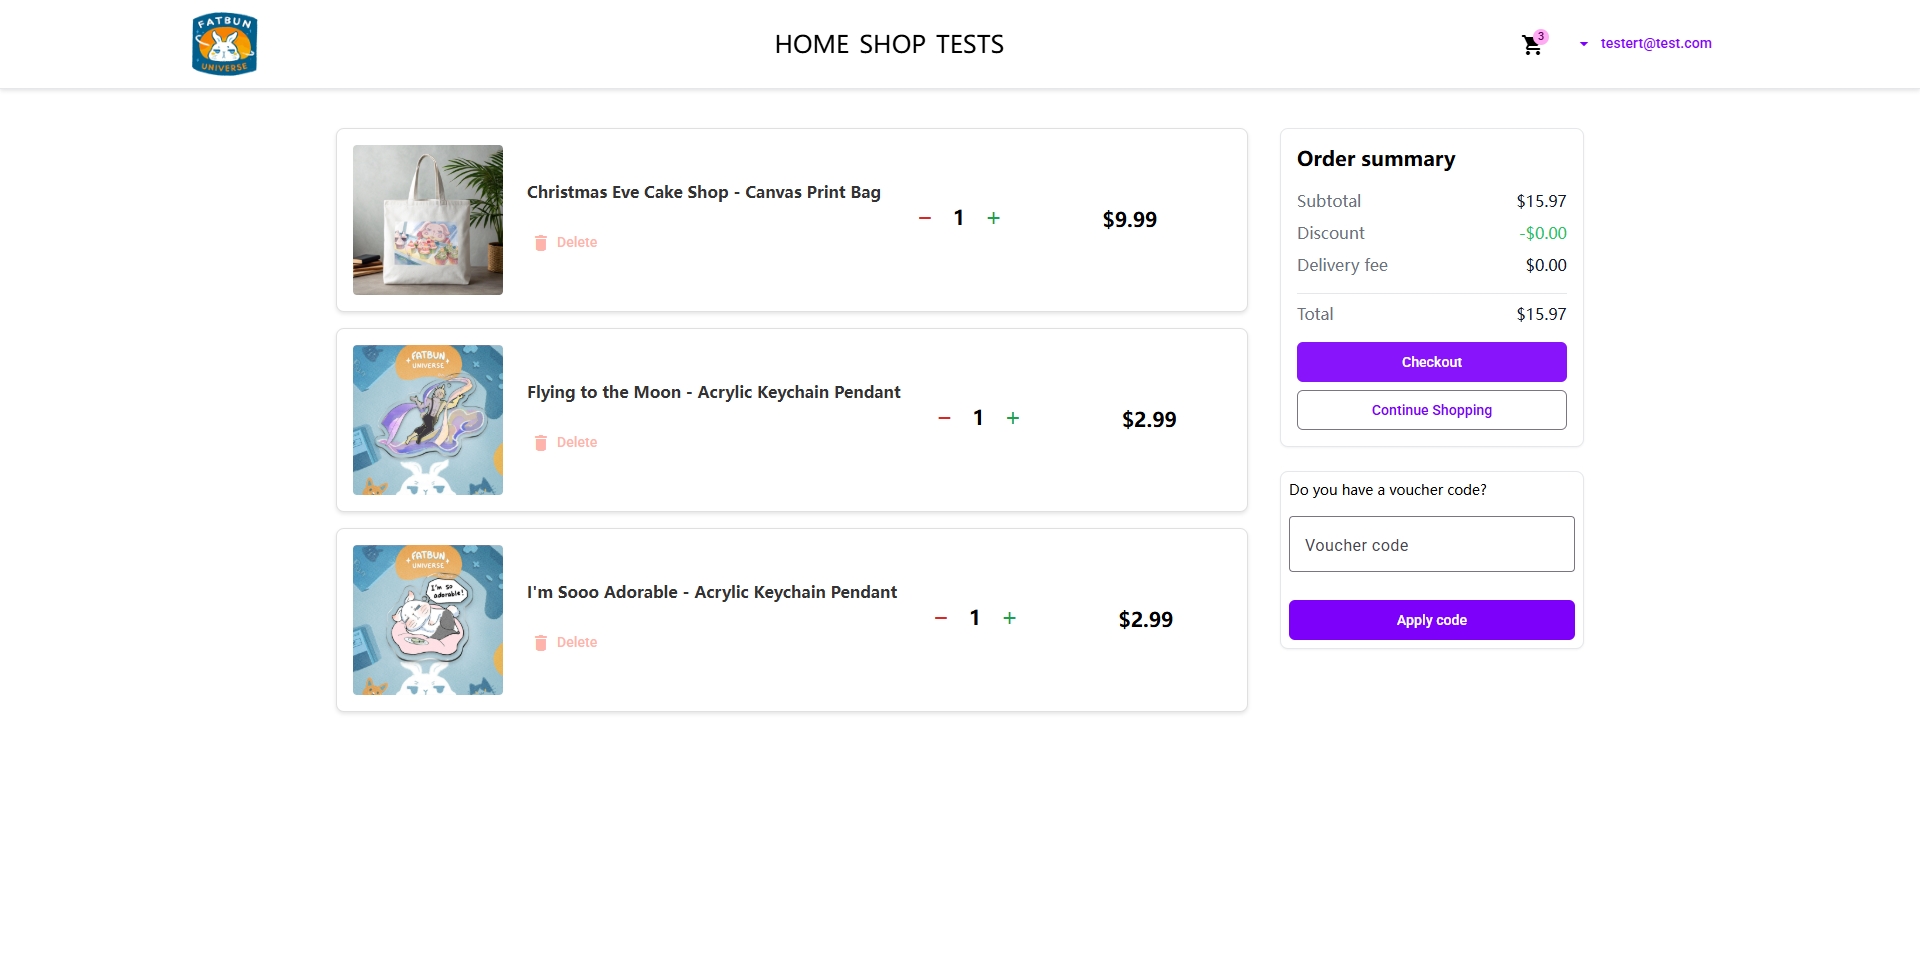 FATBUN
UNIVERSE
HOME SHOP TESTS
3
testert@test.com
Christmas Eve Cake Shop - Canvas Print Bag
1
$9.99
Delete
FATBUN
UNIVERSE
Flying to the Moon - Acrylic Keychain Pendant
1
$2.99
Delete
FATBUN
UNIVERSE
I'm so
adorable!
I'm Sooo Adorable - Acrylic Keychain Pendant
1
$2.99
Delete
Order summary
Subtotal $15.97
Discount -$0.00
Delivery fee $0.00
Total $15.97
Checkout
Continue Shopping
Do you have a voucher code?
Voucher code
Apply code